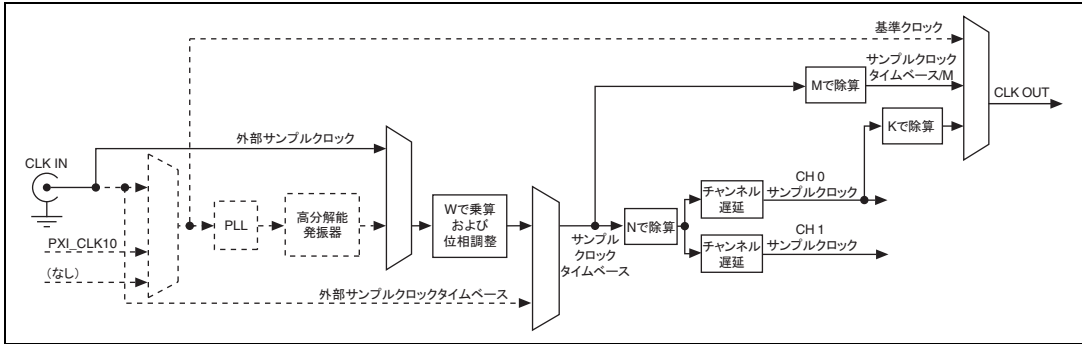 基準クロック
サンプルクロック
タイムベース/M
Mで除算
CLK OUT
外部サンプルクロック
Kで除算
CLK IN
CH 0
サンプルクロック
チャンネル
遅延
PLL
高分解能
発振器
Wで乗算
および
位相調整
サンプル
クロック
タイムベース
Nで除算
CH 1
サンプルクロック
チャンネル
遅延
PXI_CLK10
(なし)
外部サンプルクロックタイムベース